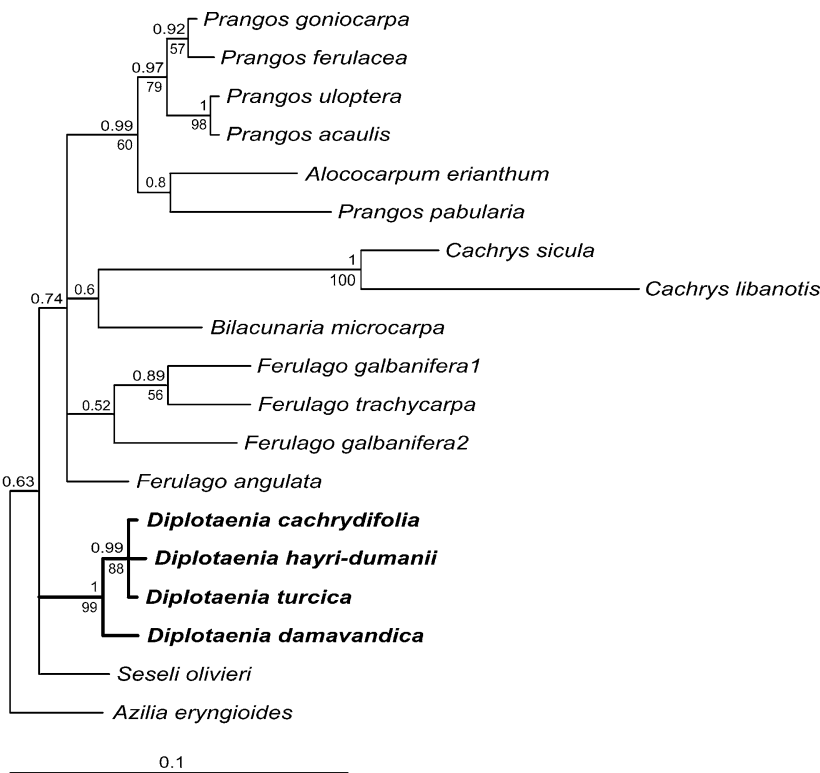 0.92 Prangos goniocarpa
57
Prangos ferulacea
0.97
79
Prangos uloptera
1
98
Prangos acaulis
0.99
60
Alococarpum erianthum
0.8
Prangos pabularia
Cachrys sicula
1
100
Cachrys libanotis
0.6
0.74
Bilacunaria microcarpa
Ferulago galbanifera1
0.89
56
Ferulago trachycarpa
0.52
Ferulago galbanifera2
Ferulago angulata
0.63
Diplotaenia cachrydifolia
0.99
88
Diplotaenia hayri-dumanii
1
99
Diplotaenia turcica
Diplotaenia damavandica
Seseli olivieri
Azilia eryngioides
0.1